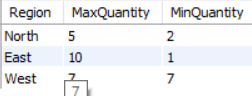 Region MaxQuantity MinQuantity
North 5 2
East 10 1
West 7 7
7